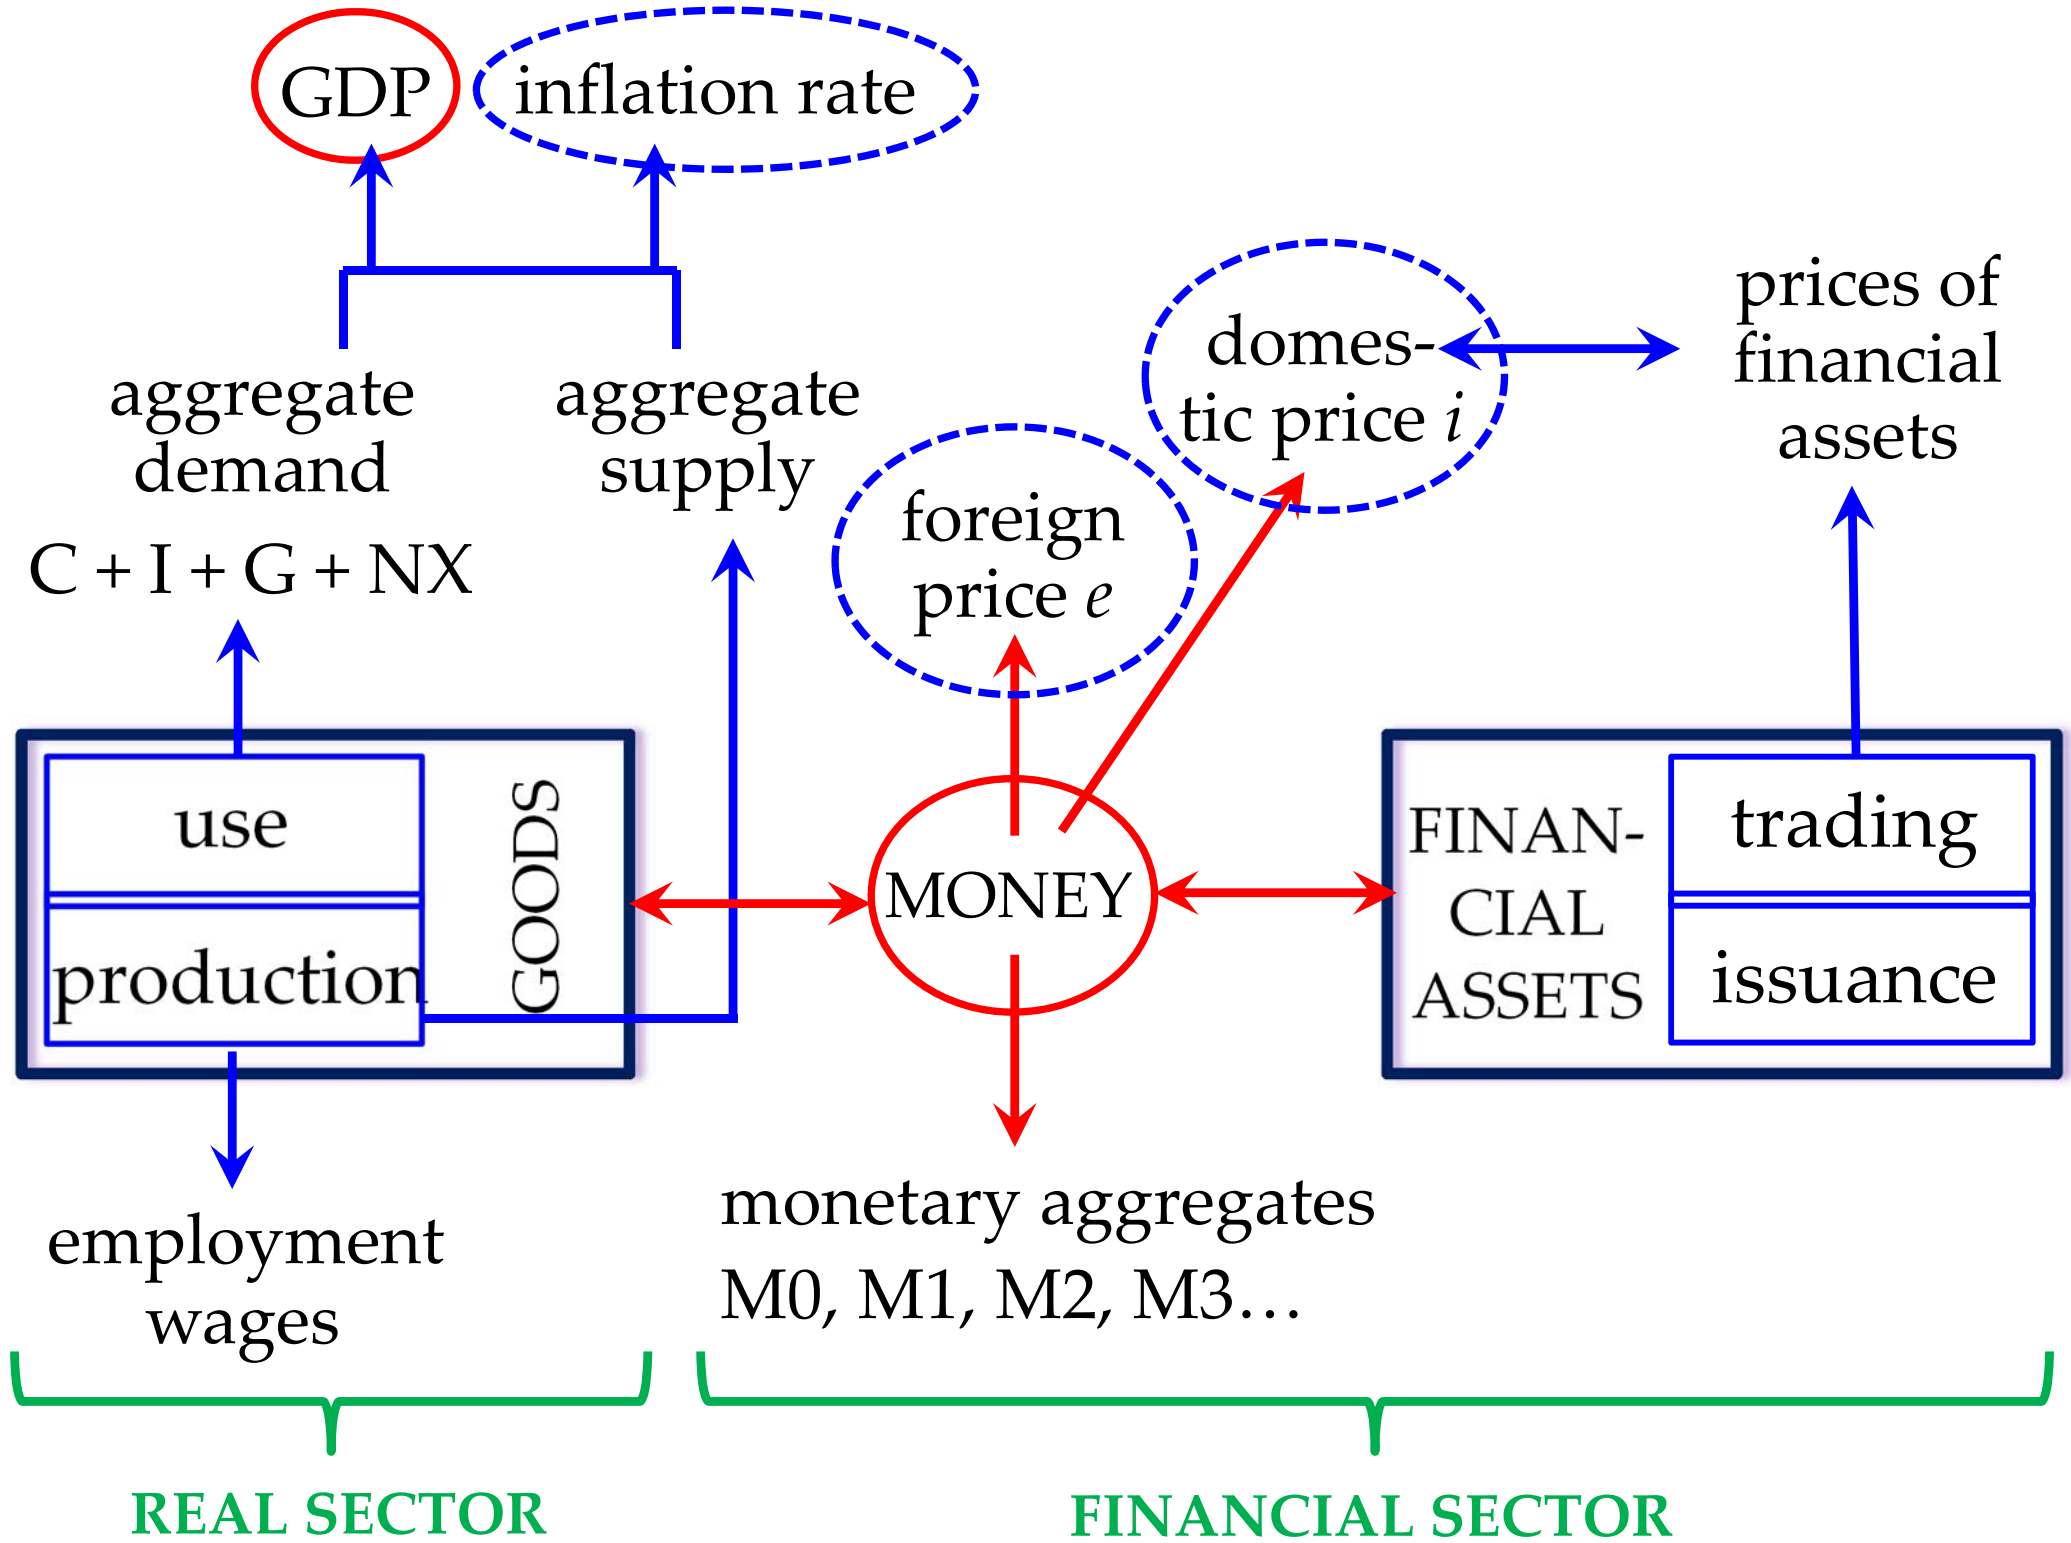 GDP
inflation rate
aggregate
demand
C + I + G + NX
aggregate
supply
foreign
price e
domes-
tic price i
prices of
financial
assets
use
production
GOODS
MONEY
FINAN-
CIAL
ASSETS
trading
issuance
employment
wages
monetary aggregates
M0, M1, M2, M3…
REAL SECTOR
FINANCIAL SECTOR